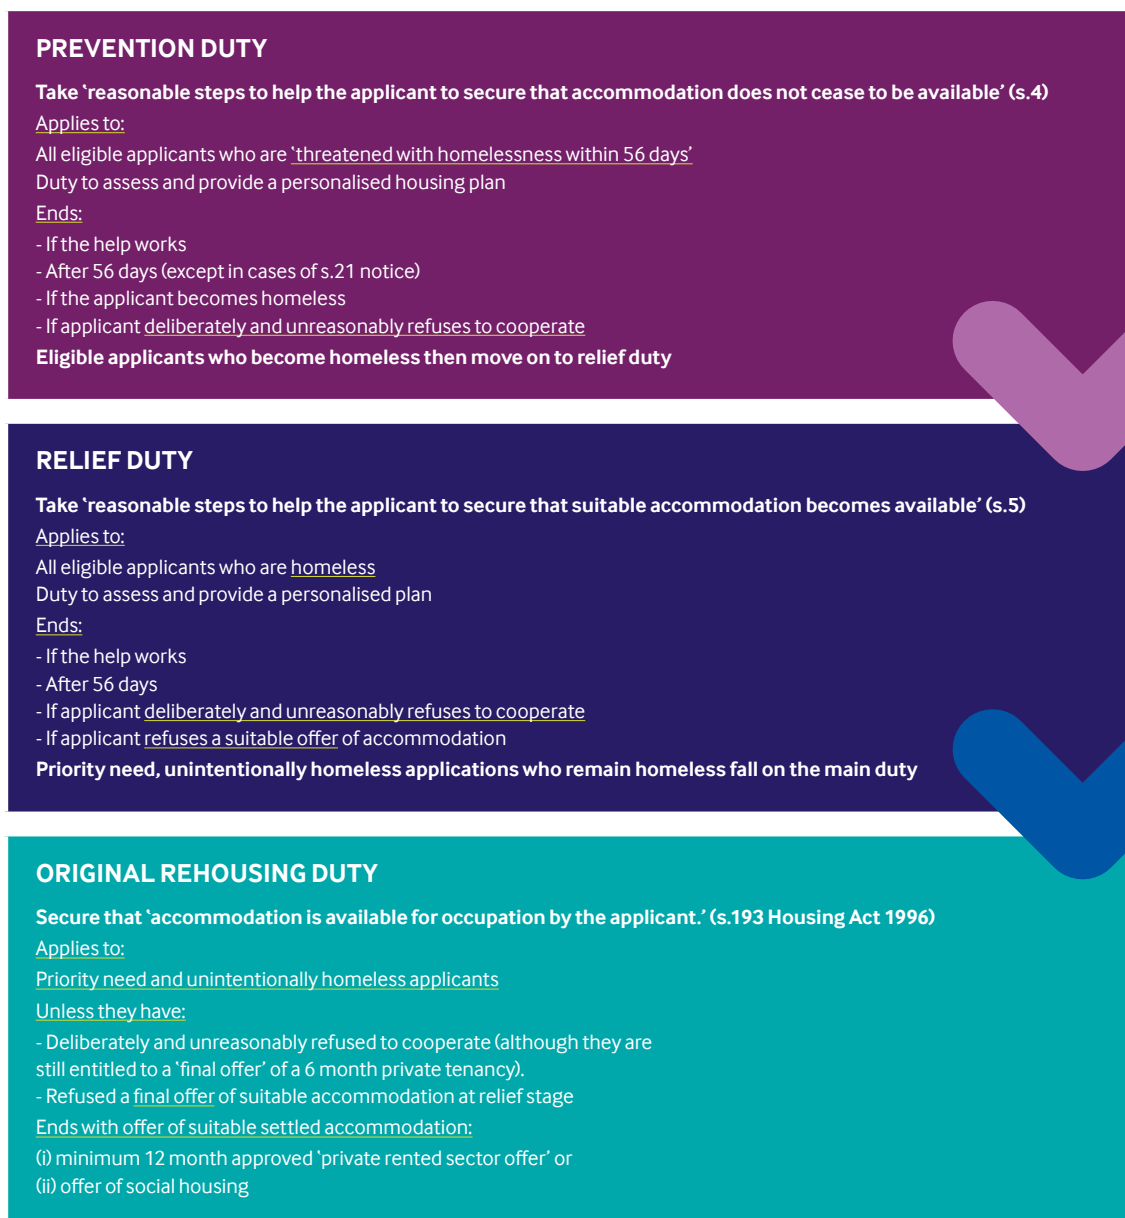 PREVENTION DUTY
Take ‘reasonable steps to help the applicant to secure that accommodation does not cease to be available’ (s.4)
Applies to:
All eligible applicants who are ‘threatened with homelessness within 56 days’
Duty to assess and provide a personalised housing plan
Ends:
- If the help works
- After 56 days (except in cases of s.21 notice)
- If the applicant becomes homeless
- If applicant deliberately and unreasonably refuses to cooperate
Eligible applicants who become homeless then move on to relief duty
RELIEF DUTY
Take ‘reasonable steps to help the applicant to secure that suitable accommodation becomes available’ (s.5)
Applies to:
All eligible applicants who are homeless
Duty to assess and provide a personalised plan
Ends:
- If the help works
- After 56 days
- If applicant deliberately and unreasonably refuses to cooperate
- If applicant refuses a suitable offer of accommodation
Priority need, unintentionally homeless applications who remain homeless fall on the main duty
ORIGINAL REHOUSING DUTY
Secure that ‘accommodation is available for occupation by the applicant.’ (s.193 Housing Act 1996)
Applies to:
Priority need and unintentionally homeless applicants
Unless they have:
- Deliberately and unreasonably refused to cooperate (although they are
still entitled to a ‘final offer’ of a 6 month private tenancy).
- Refused a final offer of suitable accommodation at relief stage
Ends with offer of suitable settled accommodation:
(i) minimum 12 month approved ‘private rented sector offer’ or
(ii) offer of social housing